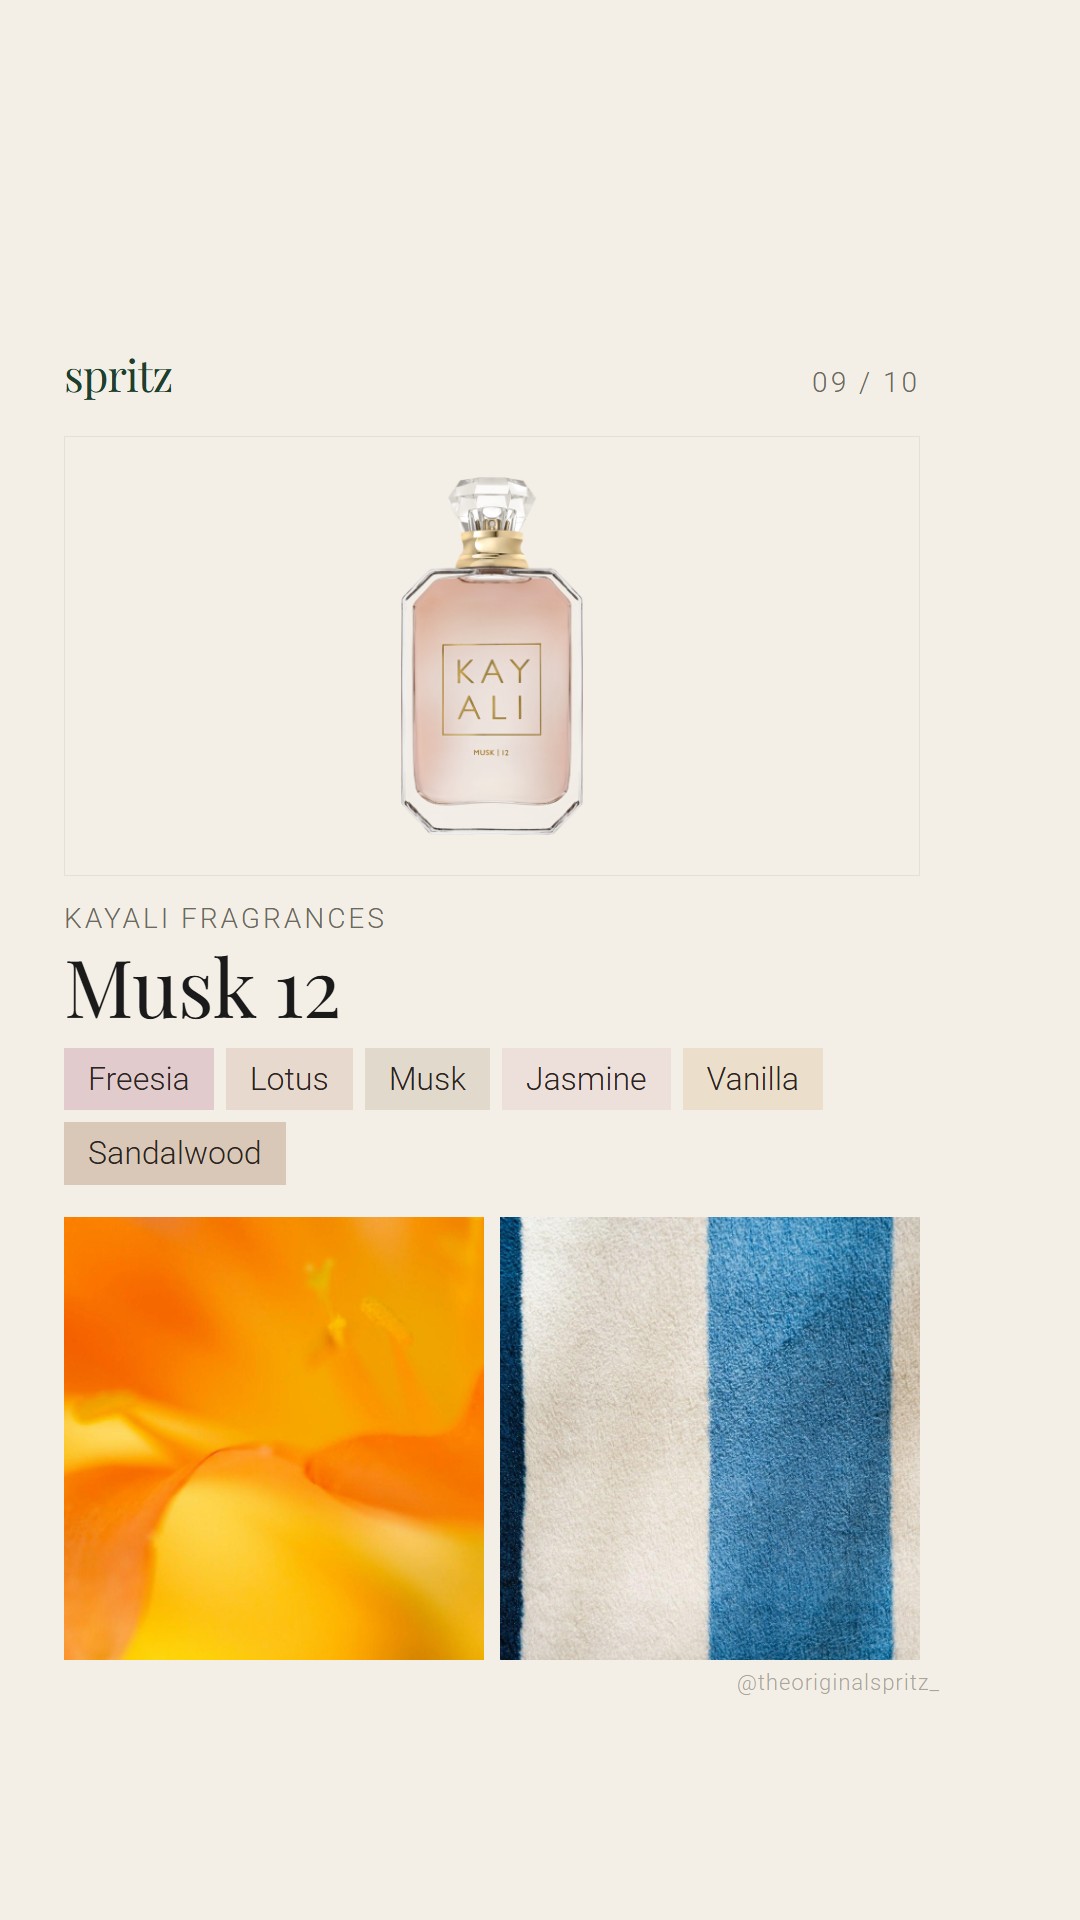 spritz
09 / 10
KAY
ALI
MUSK | 12
KAYALI FRAGRANCES
Musk 12
Freesia Lotus Musk Jasmine Vanilla
Sandalwood
@theoriginalspritz_